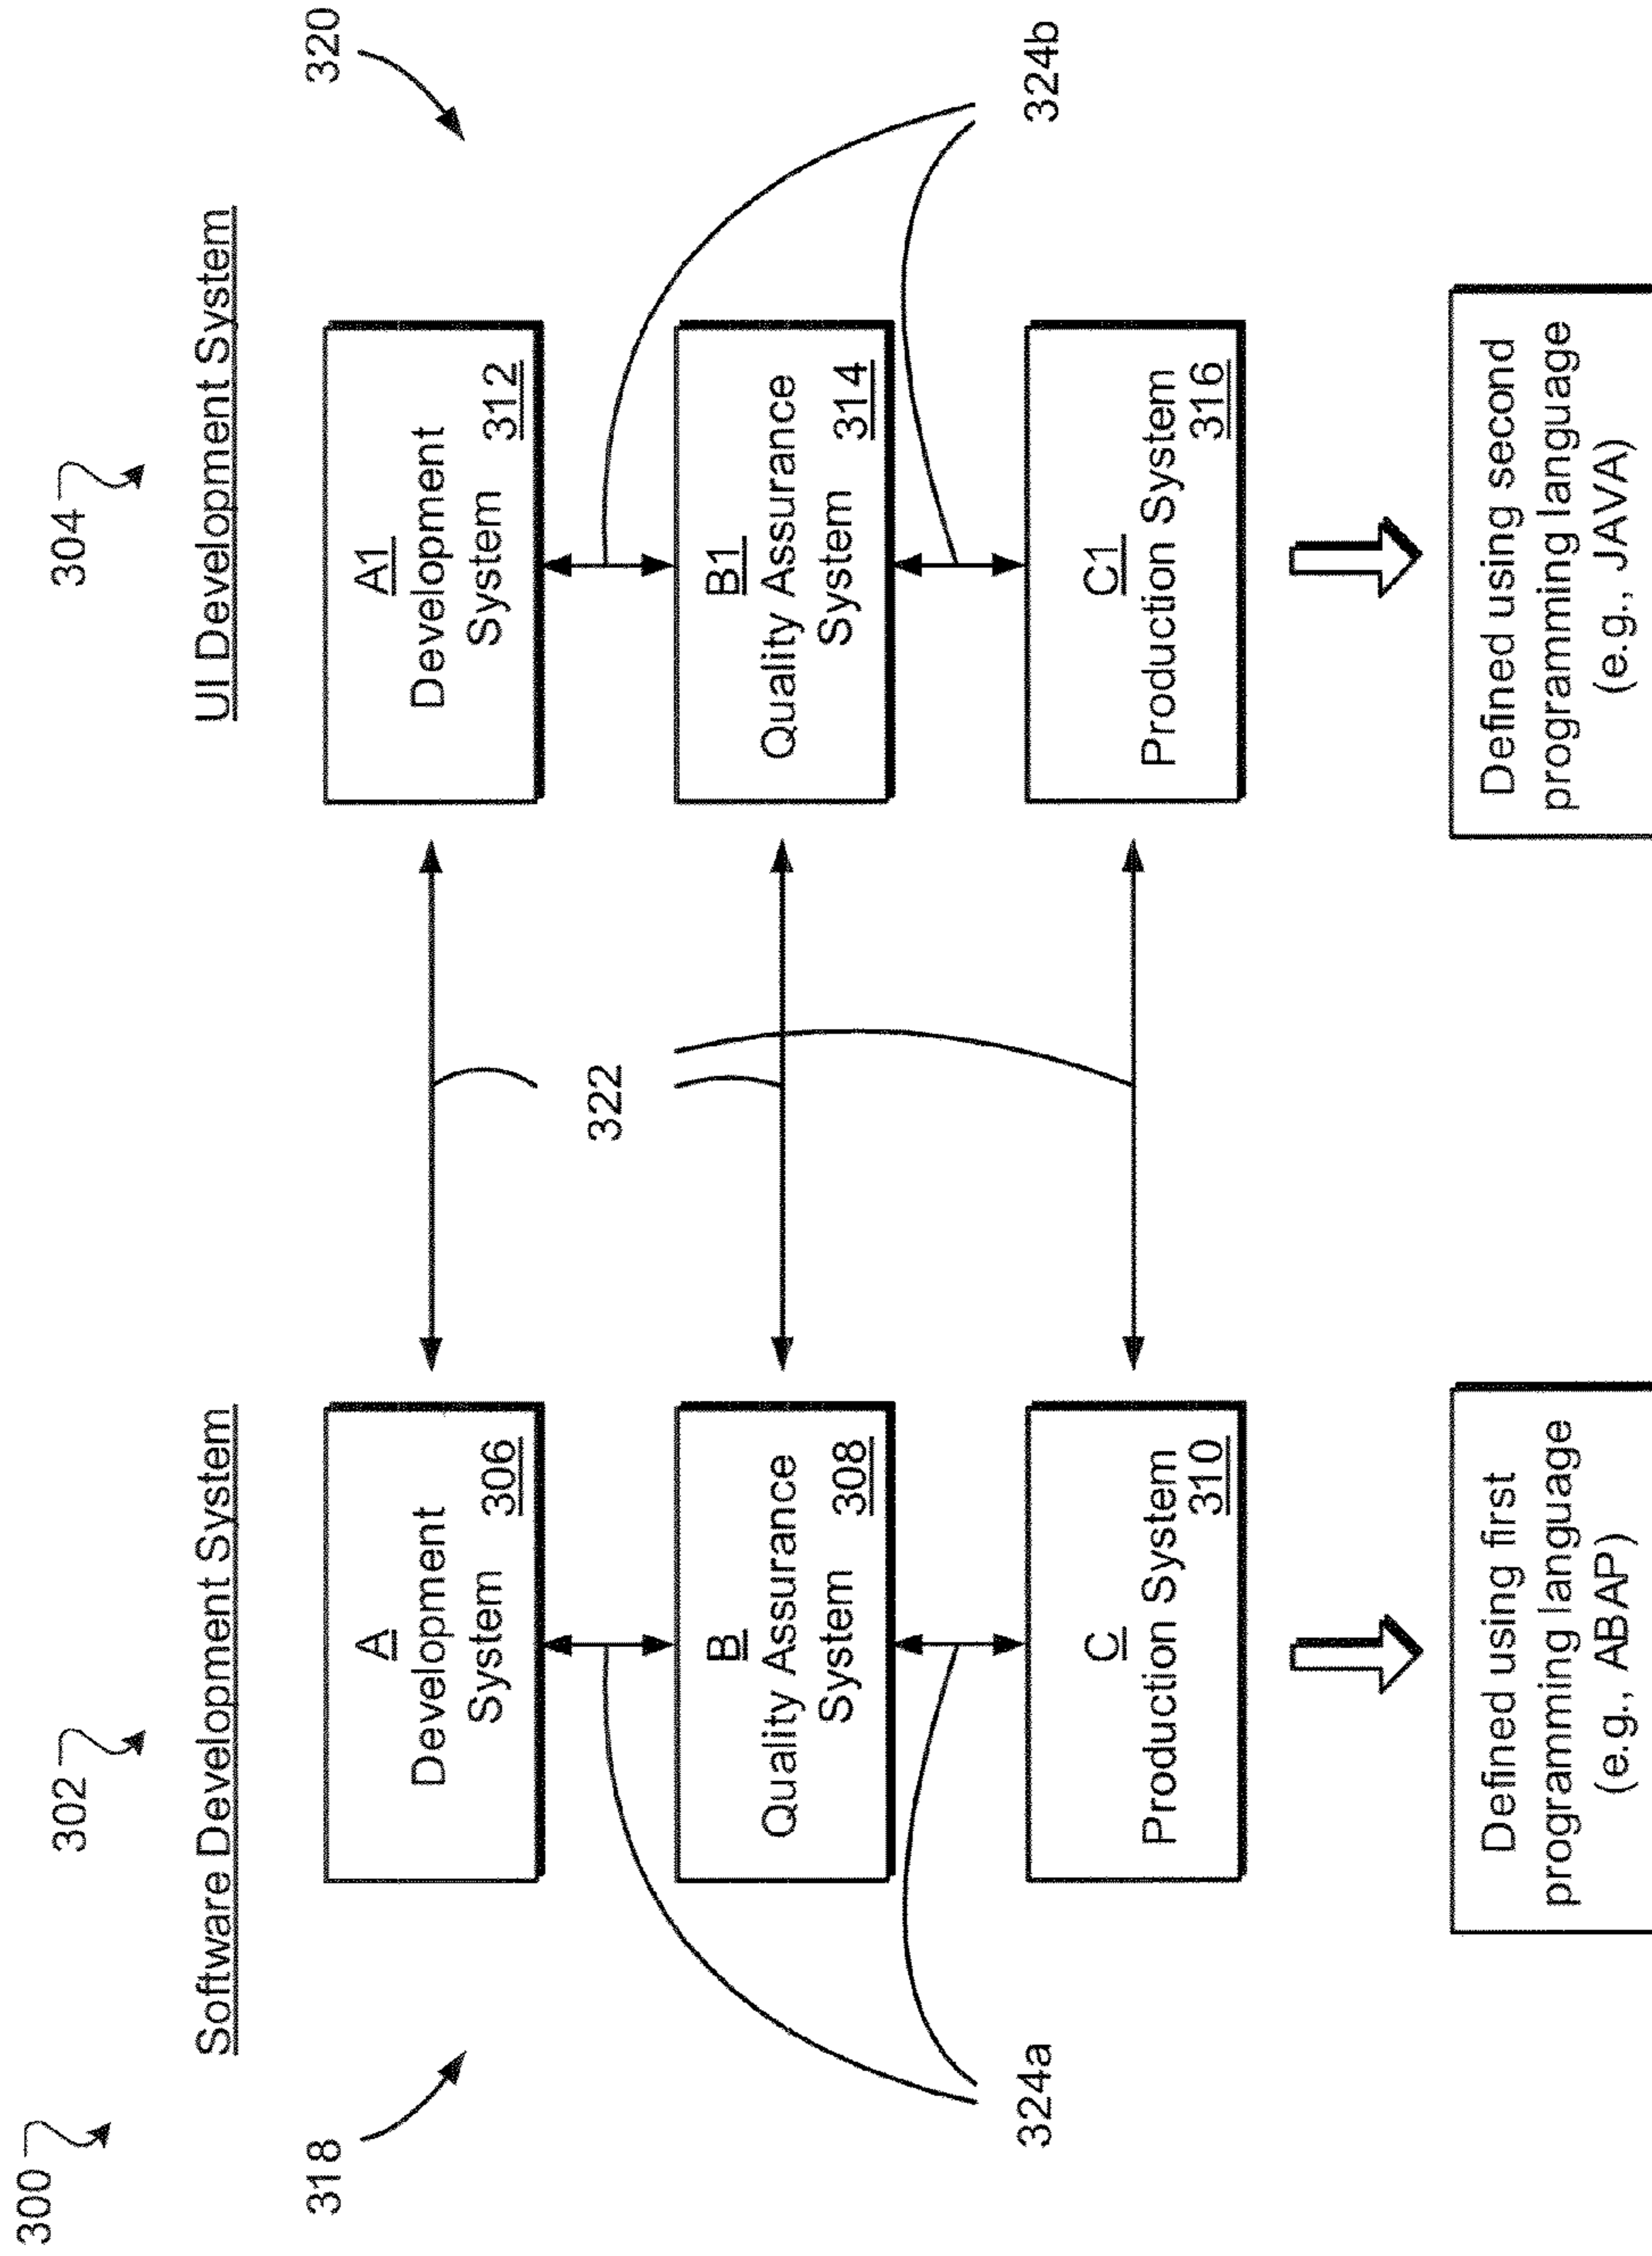 300
302
304
Software Development System
UI Development System
318
320
A
Development
System 306
A1
Development
System 312
322
B
Quality Assurance
System 308
B1
Quality Assurance
System 314
324a
324b
C
Production System
310
C1
Production System
316
Defined using first
programming language
(e.g., ABAP)
Defined using second
programming language
(e.g., JAVA)